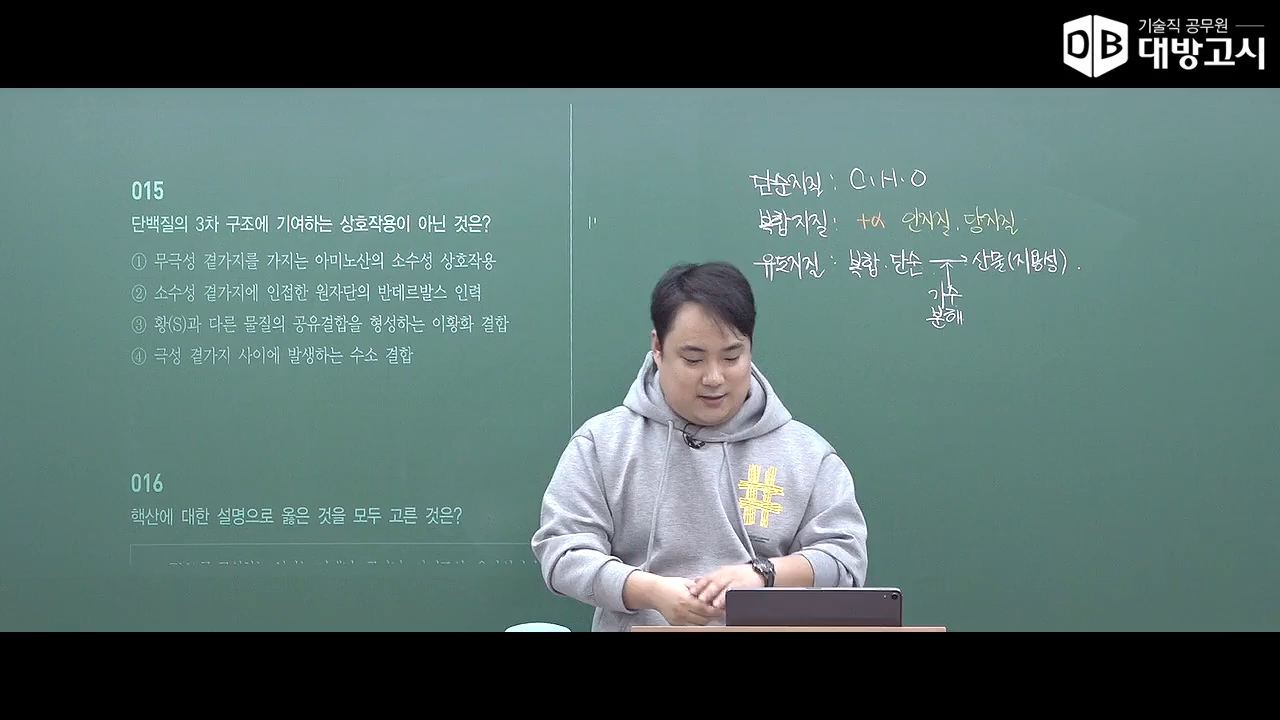 기술직 공무원
대방고시
DB
015
단백질의 3차 구조에 기여하는 상호작용이 아닌 것은?
① 무극성 곁가지를 가지는 아미노산의 소수성 상호작용
② 소수성 곁가지에 인접한 원자단의 반데르발스 인력
③ 황(S)과 다른 물질의 공유결합을 형성하는 이황화 결합
④ 극성 곁가지 사이에 발생하는 수소 결합
016
핵산에 대한 설명으로 옳은 것을 모두 고른 것은?
단순지질 : C, H, O
복합지질 : +α 인지질, 당지질
유도지질 : 복합·단순 → 산물(지용성).
가수
분해